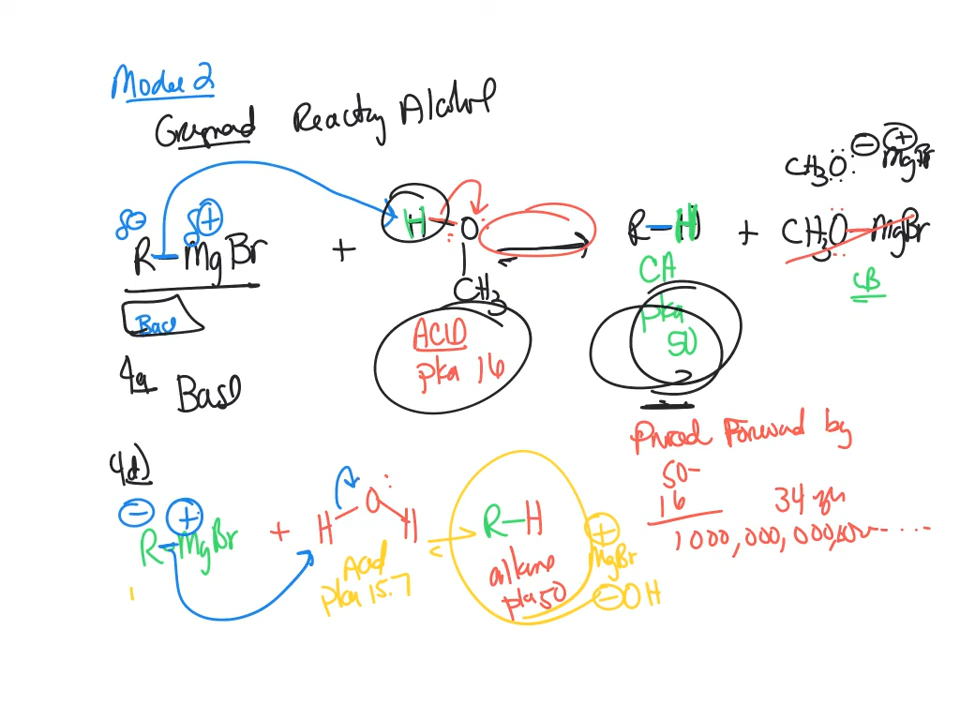 Model 2
Grignard Reacting Alcohol
CH3O: ⊖ ⊕MgBr
δ⊖ δ⊕
R–MgBr + H–O R–H + CH3O–MgBr
CH3
CA
CB
Base
ACID
pka 16
pka
50
4a
Base
Proceed Forward by
50-
16
34 zeros
1000,000,000,000.....
4d)
⊖ ⊕
R–MgBr + H O: H R–H ⊕
MgBr
Acid
pka 15.7
alkane
pka 50
⊖OH